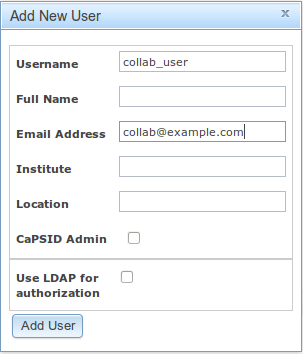 Add New User x
Username collab_user
Full Name
Email Address collab@example.com
Institute
Location
CaPSID Admin
Use LDAP for
authorization
Add User